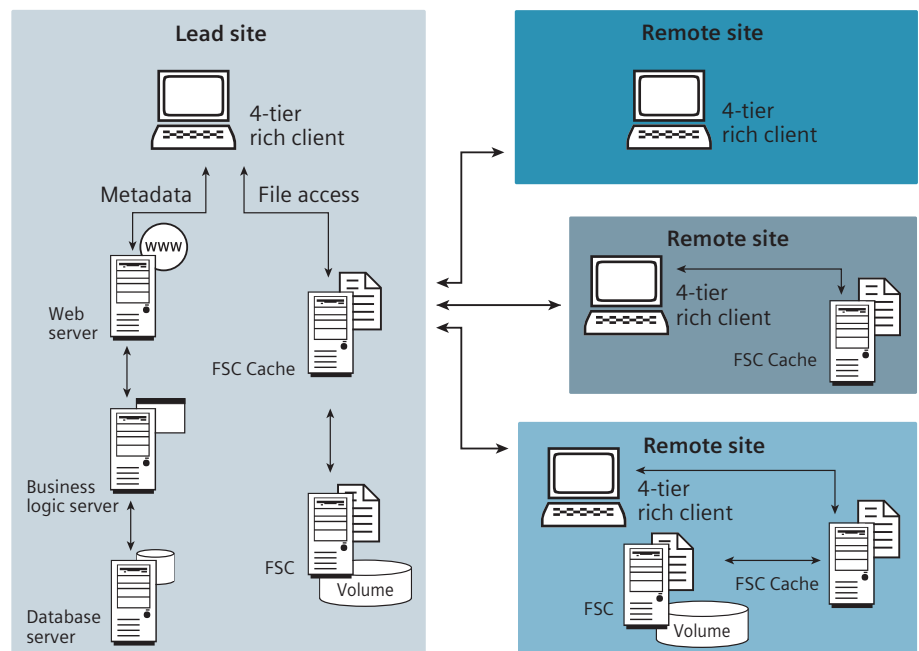 Lead site
4-tier
rich client
Metadata
File access
www
Web
server
FSC Cache
Business
logic server
FSC
Volume
Database
server
Remote site
4-tier
rich client
Remote site
4-tier
rich client
FSC Cache
Remote site
4-tier
rich client
FSC Cache
FSC
Volume